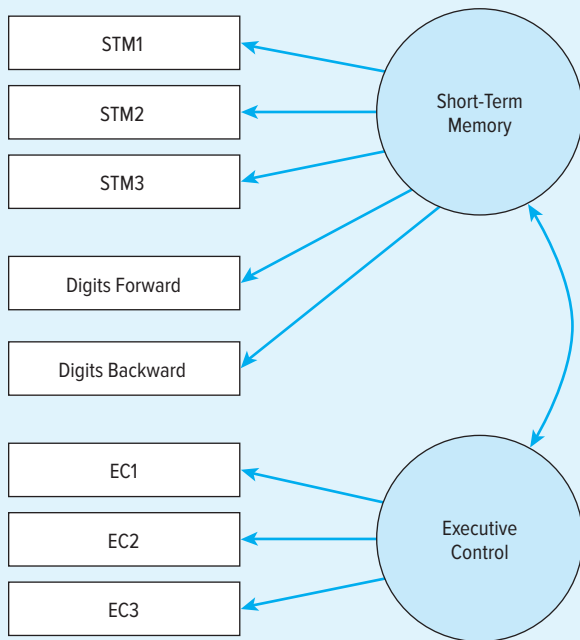 STM1
STM2
STM3
Digits Forward
Digits Backward
EC1
EC2
EC3
Short-Term
Memory
Executive
Control